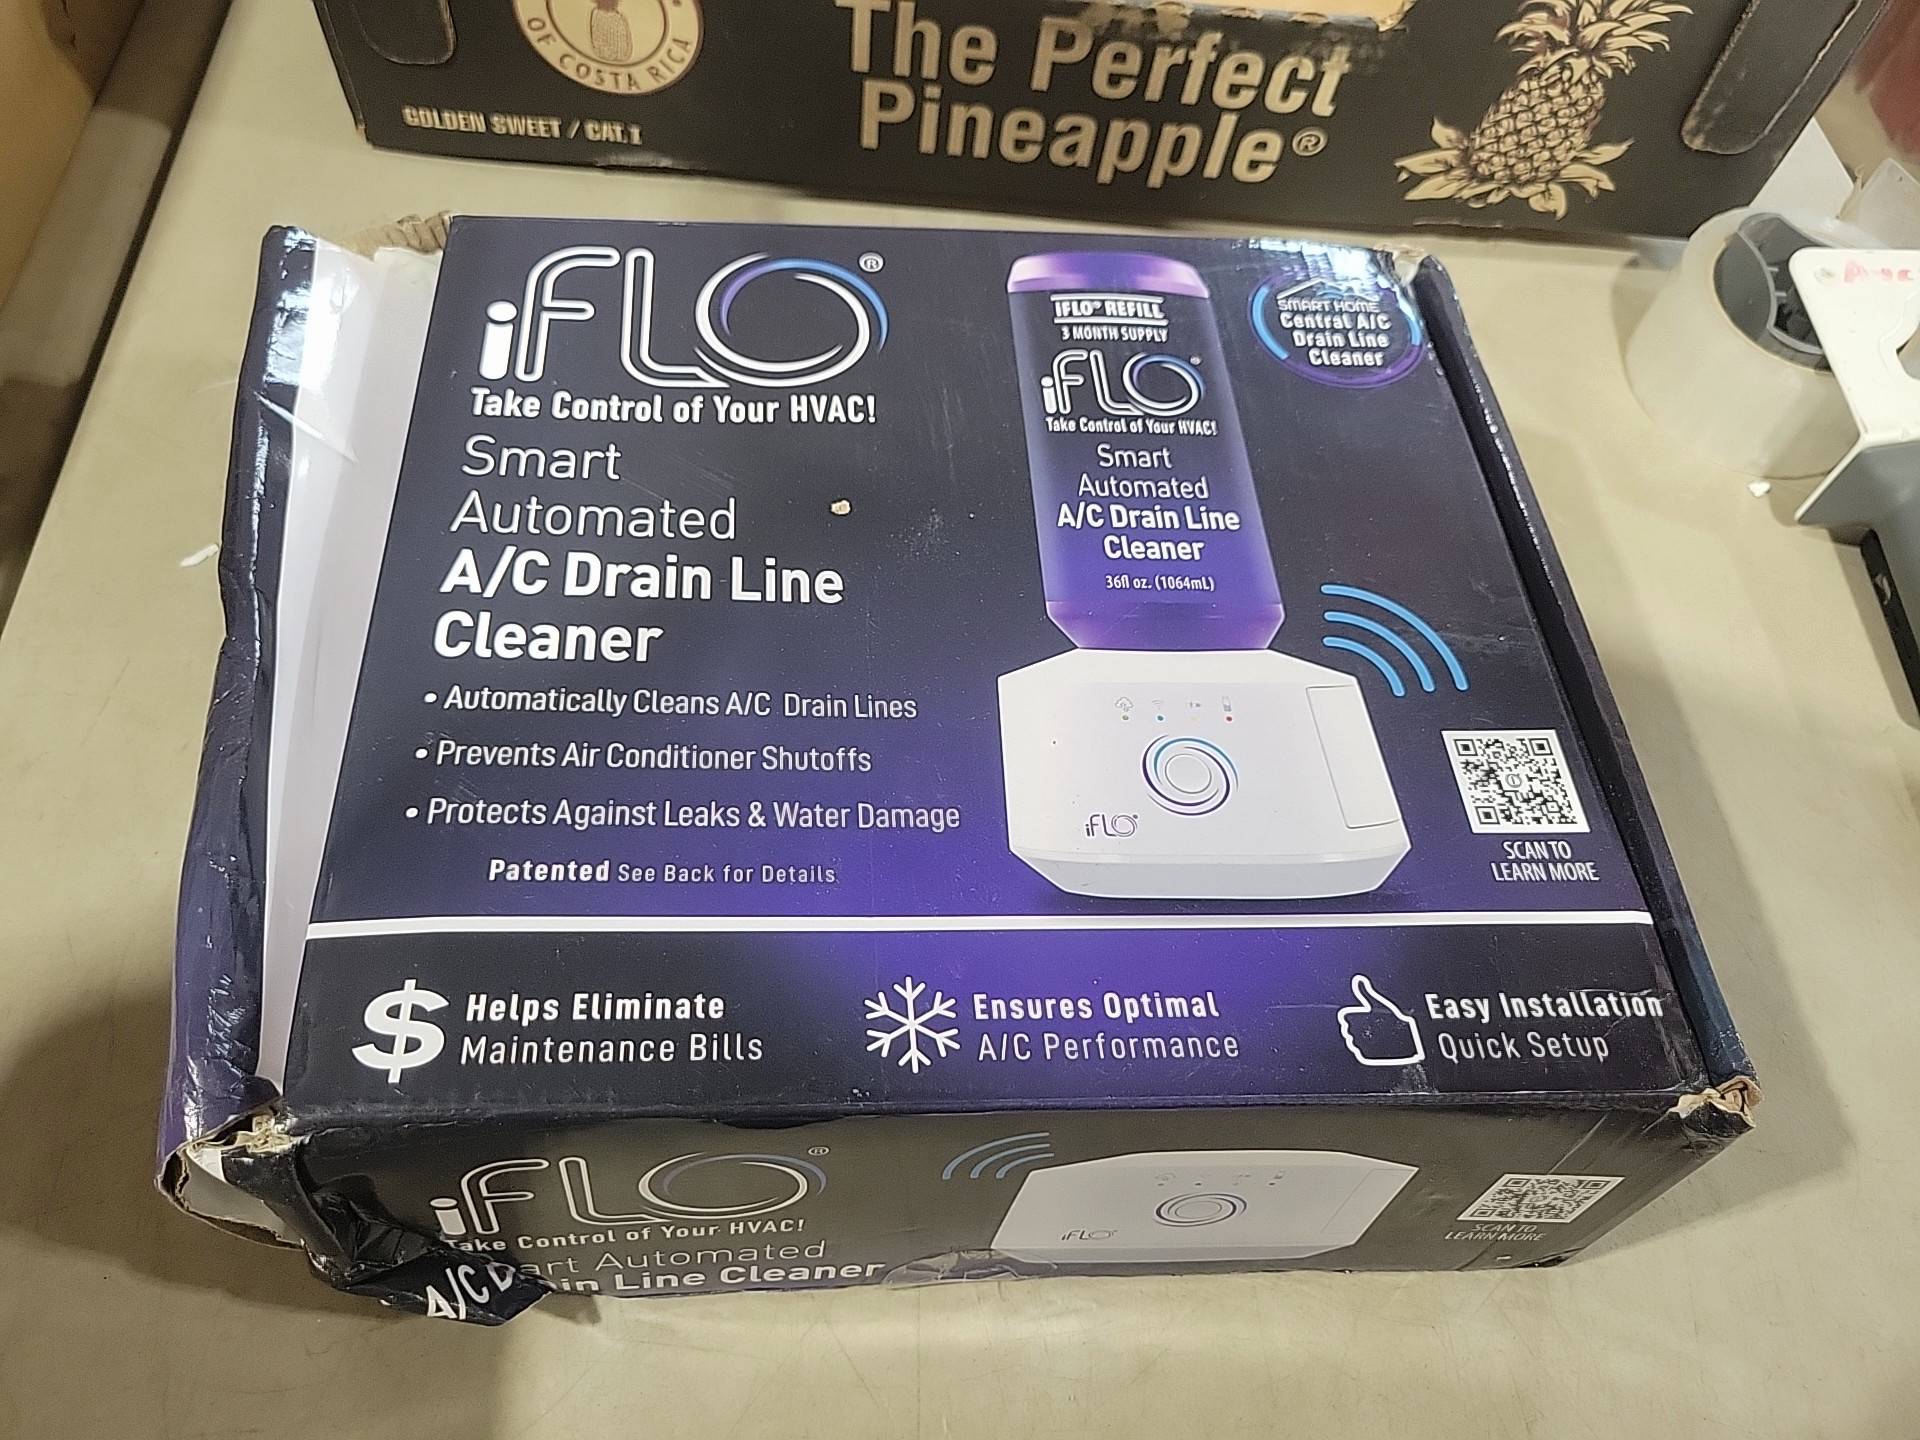 OF COSTA RICA
GOLDEN SWEET / CAT.I
The Perfect
Pineapple®
iFLO®
Take Control of Your HVAC!
Smart
Automated
A/C Drain Line
Cleaner
• Automatically Cleans A/C Drain Lines
• Prevents Air Conditioner Shutoffs
• Protects Against Leaks & Water Damage
Patented See Back for Details
IFLO® REFILL
3 MONTH SUPPLY
iFLO®
Take Control of Your HVAC!
Smart
Automated
A/C Drain Line
Cleaner
36fl oz. (1064mL)
SMART HOME
Central A/C
Drain Line
Cleaner
iFLO®
SCAN TO
LEARN MORE
$ Helps Eliminate
Maintenance Bills
Ensures Optimal
A/C Performance
Easy Installation
Quick Setup
iFLO®
Take Control of Your HVAC!
art Automated
A/C D in Line Cleaner
iFLO
SCAN TO
LEARN MORE